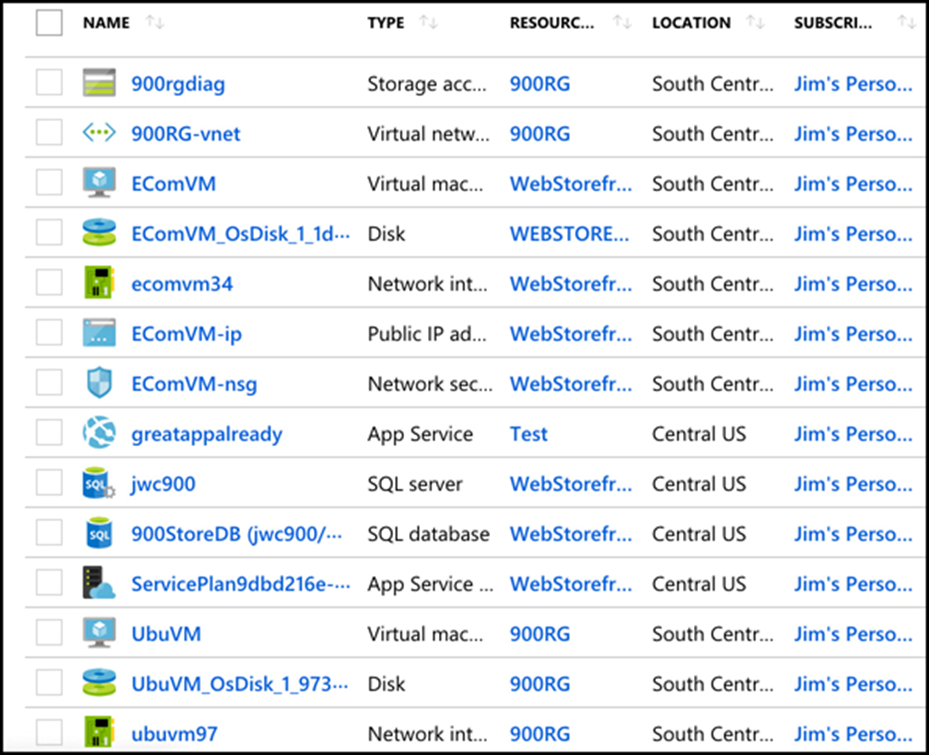 NAME TYPE RESOURC... LOCATION SUBSCRI...
900rgdiag Storage acc... 900RG South Centr... Jim's Perso...
900RG-vnet Virtual netw... 900RG South Centr... Jim's Perso...
EComVM Virtual mac... WebStorefr... South Centr... Jim's Perso...
EComVM_OsDisk_1_1d... Disk WEBSTORE... South Centr... Jim's Perso...
ecomvm34 Network int... WebStorefr... South Centr... Jim's Perso...
EComVM-ip Public IP ad... WebStorefr... South Centr... Jim's Perso...
EComVM-nsg Network sec... WebStorefr... South Centr... Jim's Perso...
greatappalready App Service Test Central US Jim's Perso...
SQL jwc900 SQL server WebStorefr... Central US Jim's Perso...
SQL 900StoreDB (jwc900/... SQL database WebStorefr... Central US Jim's Perso...
ServicePlan9dbd216e-... App Service ... WebStorefr... Central US Jim's Perso...
UbuVM Virtual mac... 900RG South Centr... Jim's Perso...
UbuVM_OsDisk_1_973... Disk 900RG South Centr... Jim's Perso...
ubuvm97 Network int... 900RG South Centr... Jim's Perso...